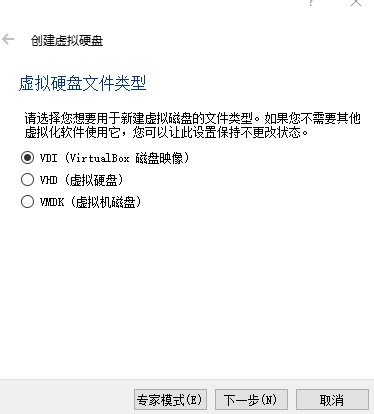 ?
创建虚拟硬盘
虚拟硬盘文件类型
请选择您想要用于新建虚拟磁盘的文件类型。如果您不需要其他
虚拟化软件使用它，您可以让此设置保持不更改状态。
VDI (VirtualBox 磁盘映像)
VHD (虚拟硬盘)
VMDK (虚拟机磁盘)
专家模式(E) 下一步(N) 取消